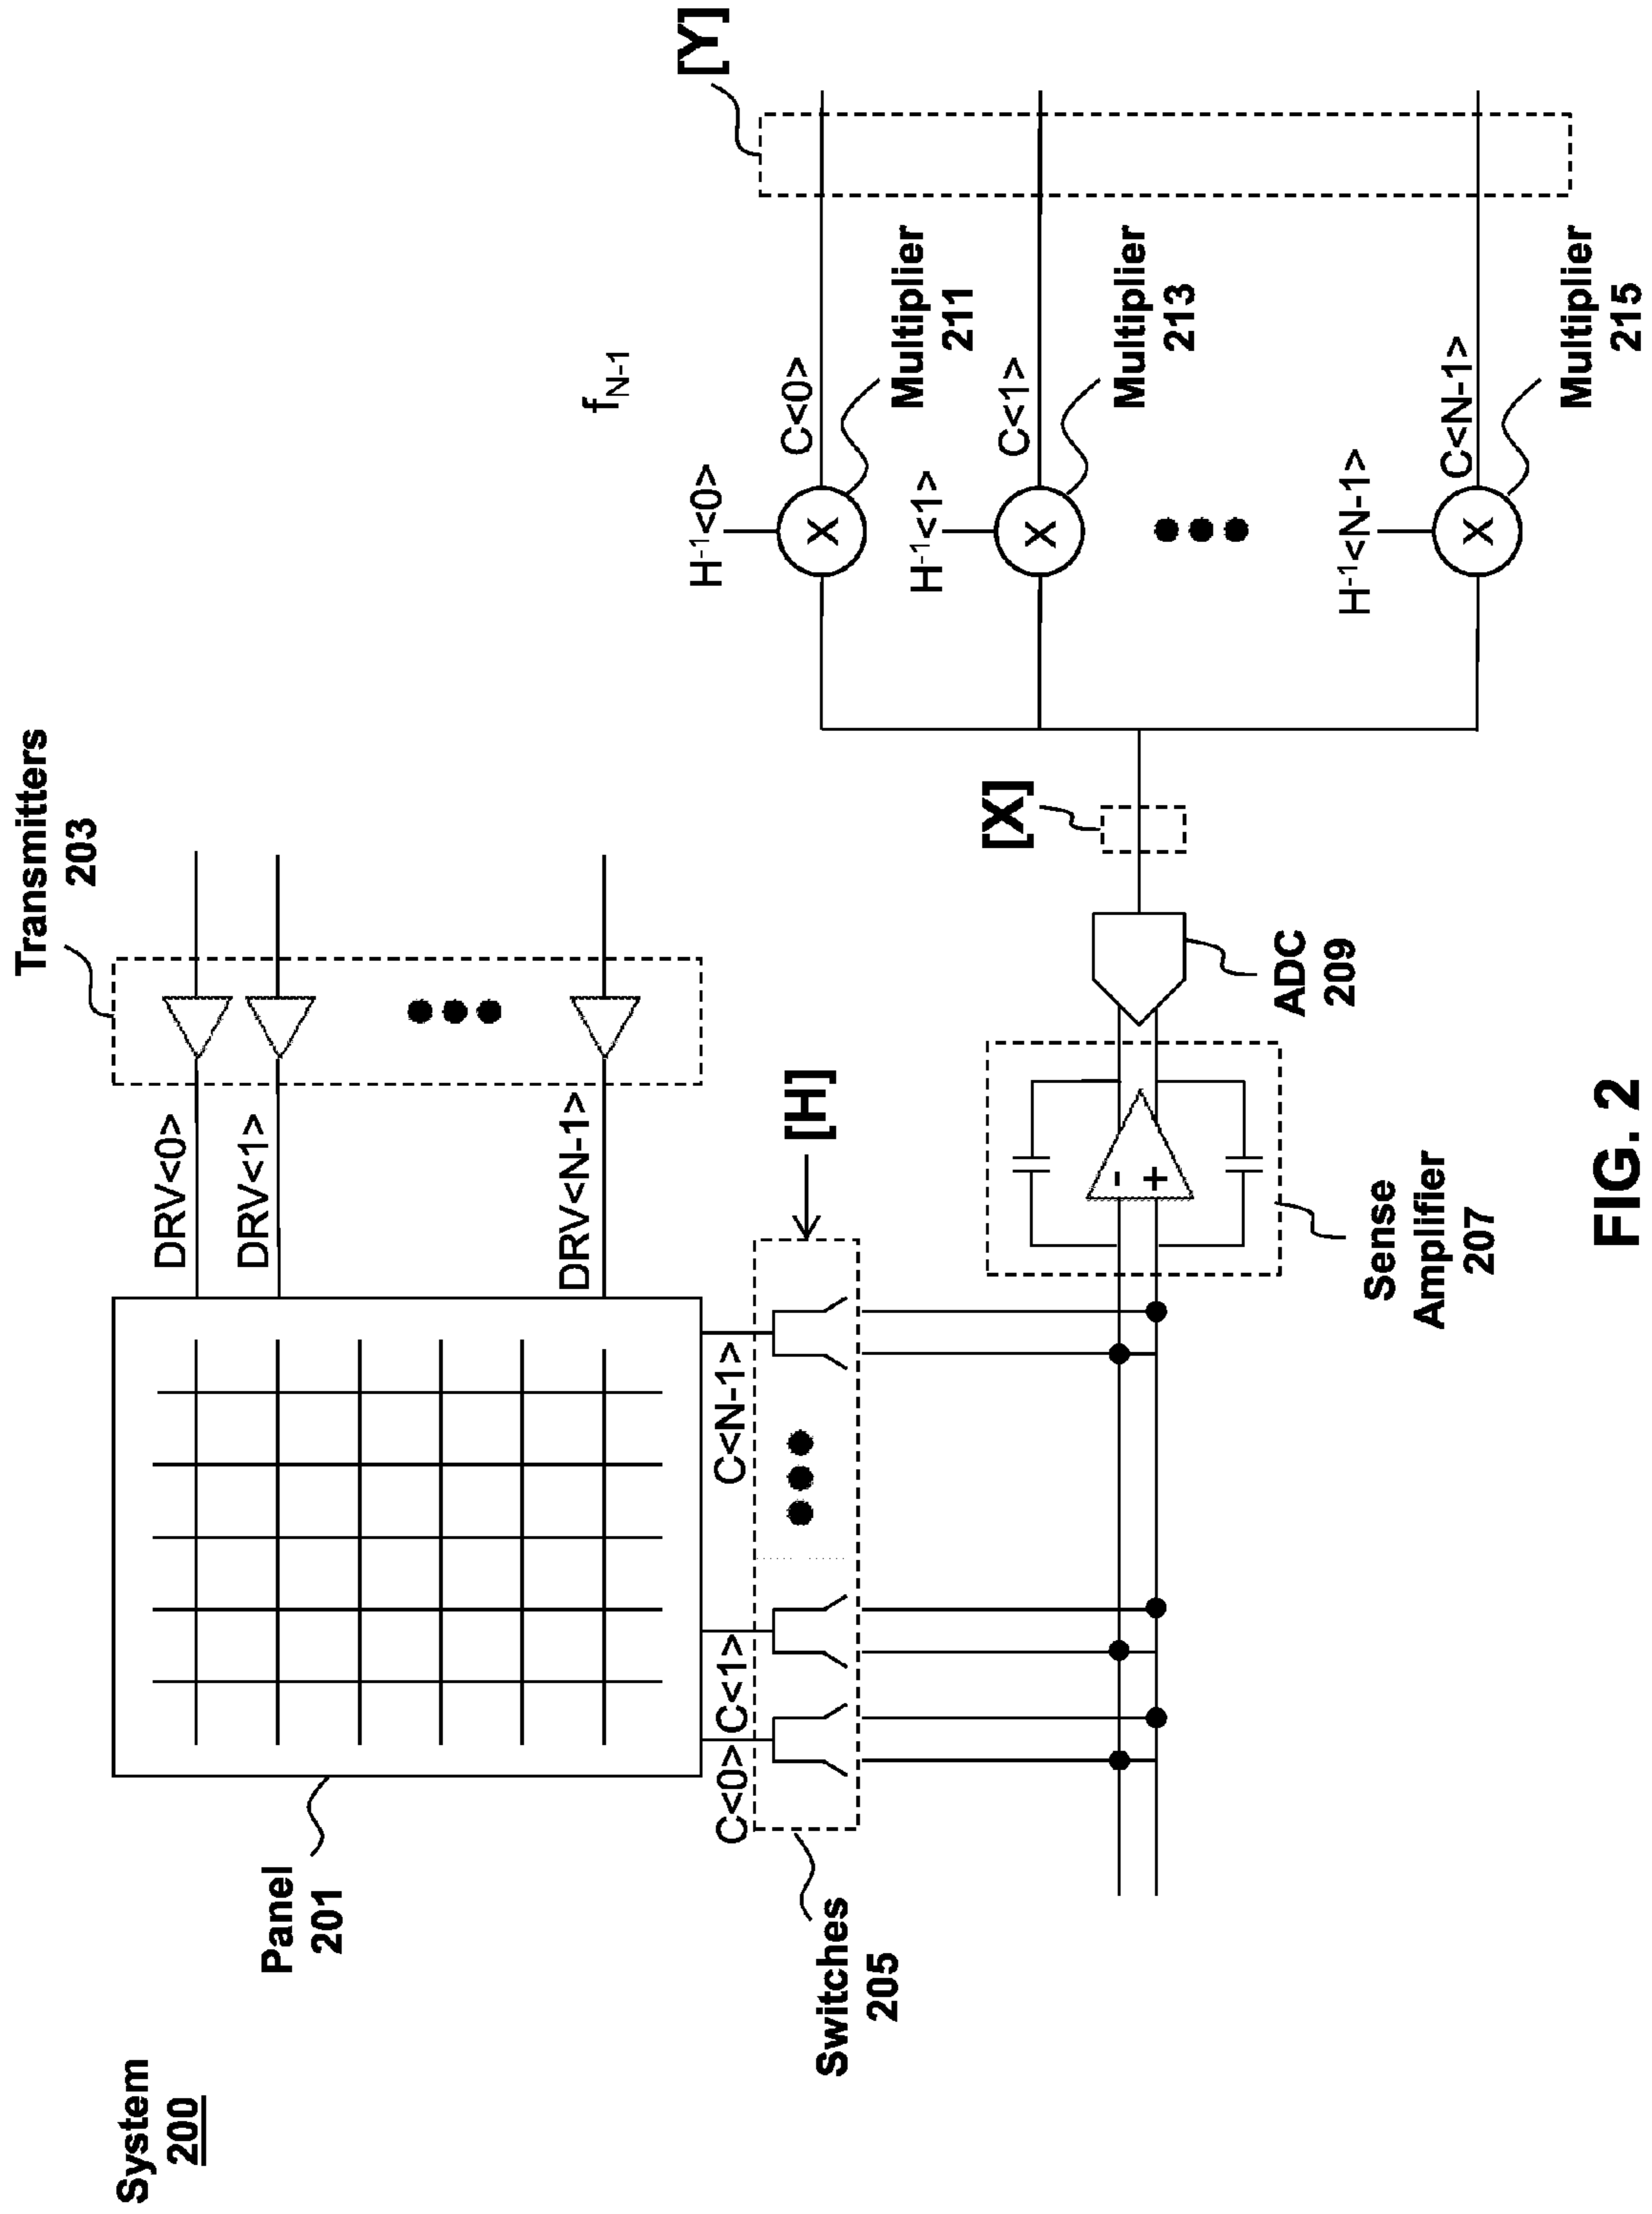 System
200
Panel
201
Transmitters
203
DRV<0>
DRV<1>
DRV<N-1>
C<0>
C<1>
C<N-1>
[H]
Switches
205
- 
+
Sense
Amplifier
207
ADC
209
[X]
f_N-1
H⁻¹<0>
X
C<0>
Multiplier
211
H⁻¹<1>
X
C<1>
Multiplier
213
H⁻¹<N-1>
X
C<N-1>
Multiplier
215
[Y]
FIG. 2